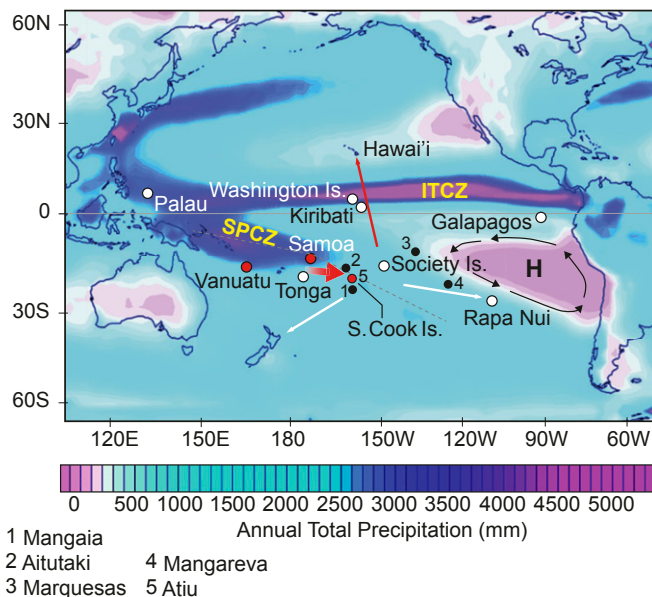 60N
30N
0
30S
60S
Hawai'i
Washington Is.
ITCZ
Palau
Kiribati
SPCZ
Galapagos
Samoa
3
H
2
Society Is.
Vanuatu
5
4
Tonga
1
Rapa Nui
S. Cook Is.
120E 150E 180 150W 120W 90W 60W
0 500 1000 1500 2000 2500 3000 3500 4000 4500 5000
Annual Total Precipitation (mm)
1 Mangaia
2 Aitutaki 4 Mangareva
3 Marquesas 5 Atiu